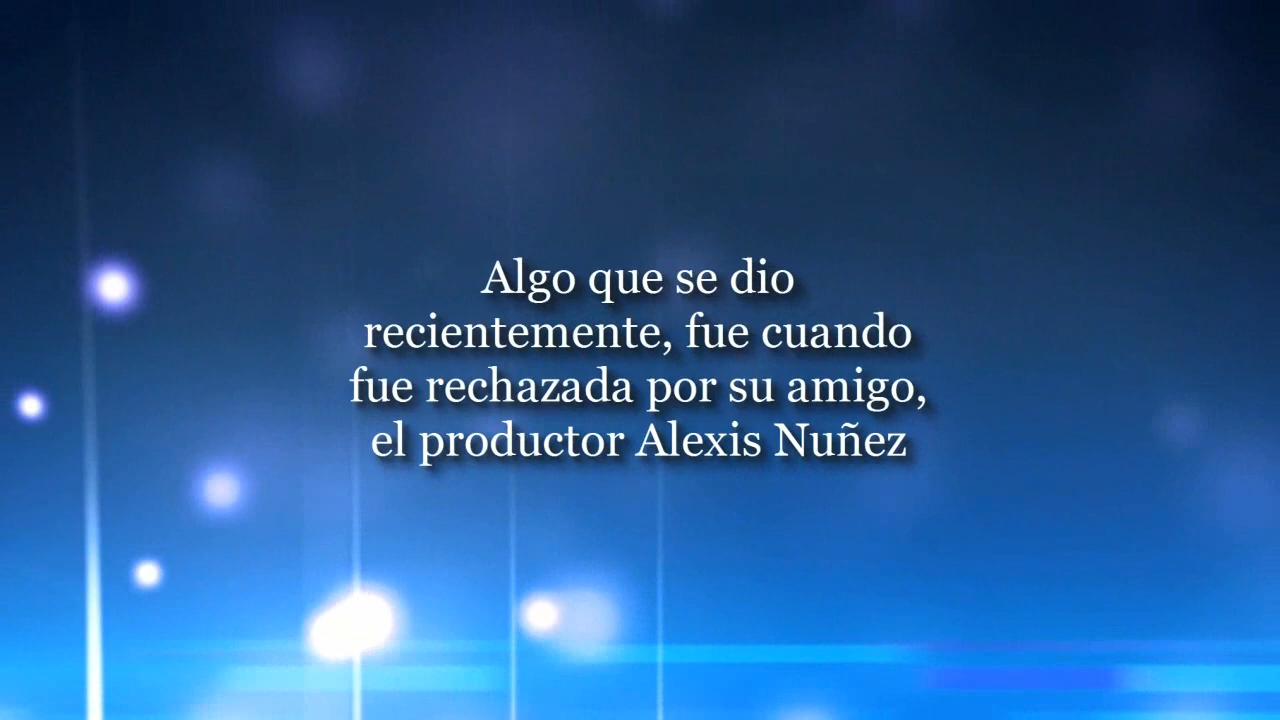 Algo que se dio
recientemente, fue cuando
fue rechazada por su amigo,
el productor Alexis Nuñez